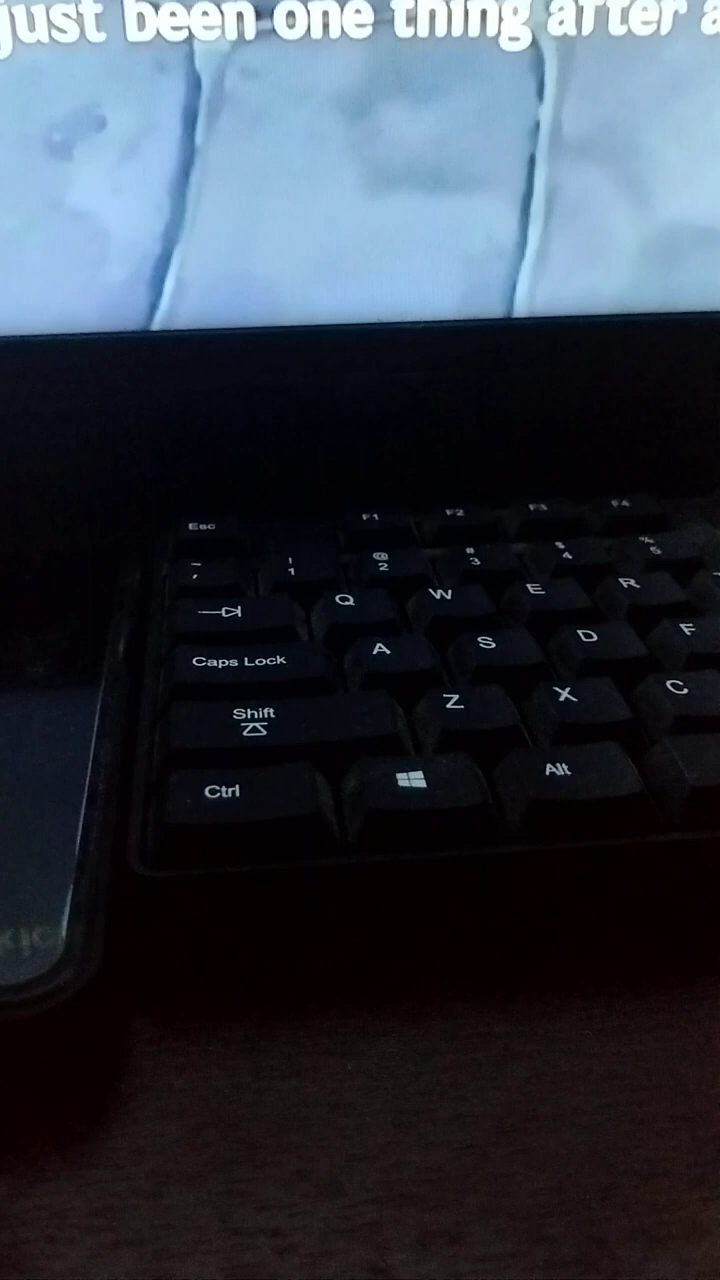 just been one thing after a
Esc F1 F2 F3 F4
~ ! @ # $ %
1 2 3 4 5
Q W E R
Caps Lock A S D F
Shift Z X C
Ctrl Alt